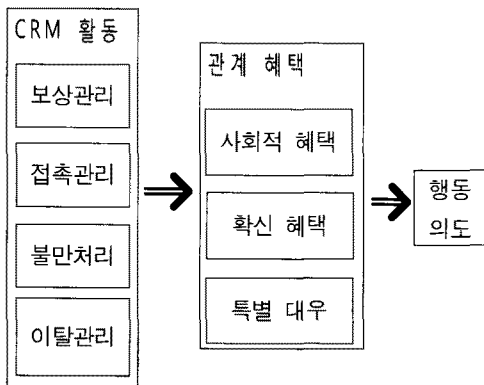 CRM 활동
보상관리
접촉관리
불만처리
이탈관리
관계 혜택
사회적 혜택
확신 혜택
특별 대우
행동
의도